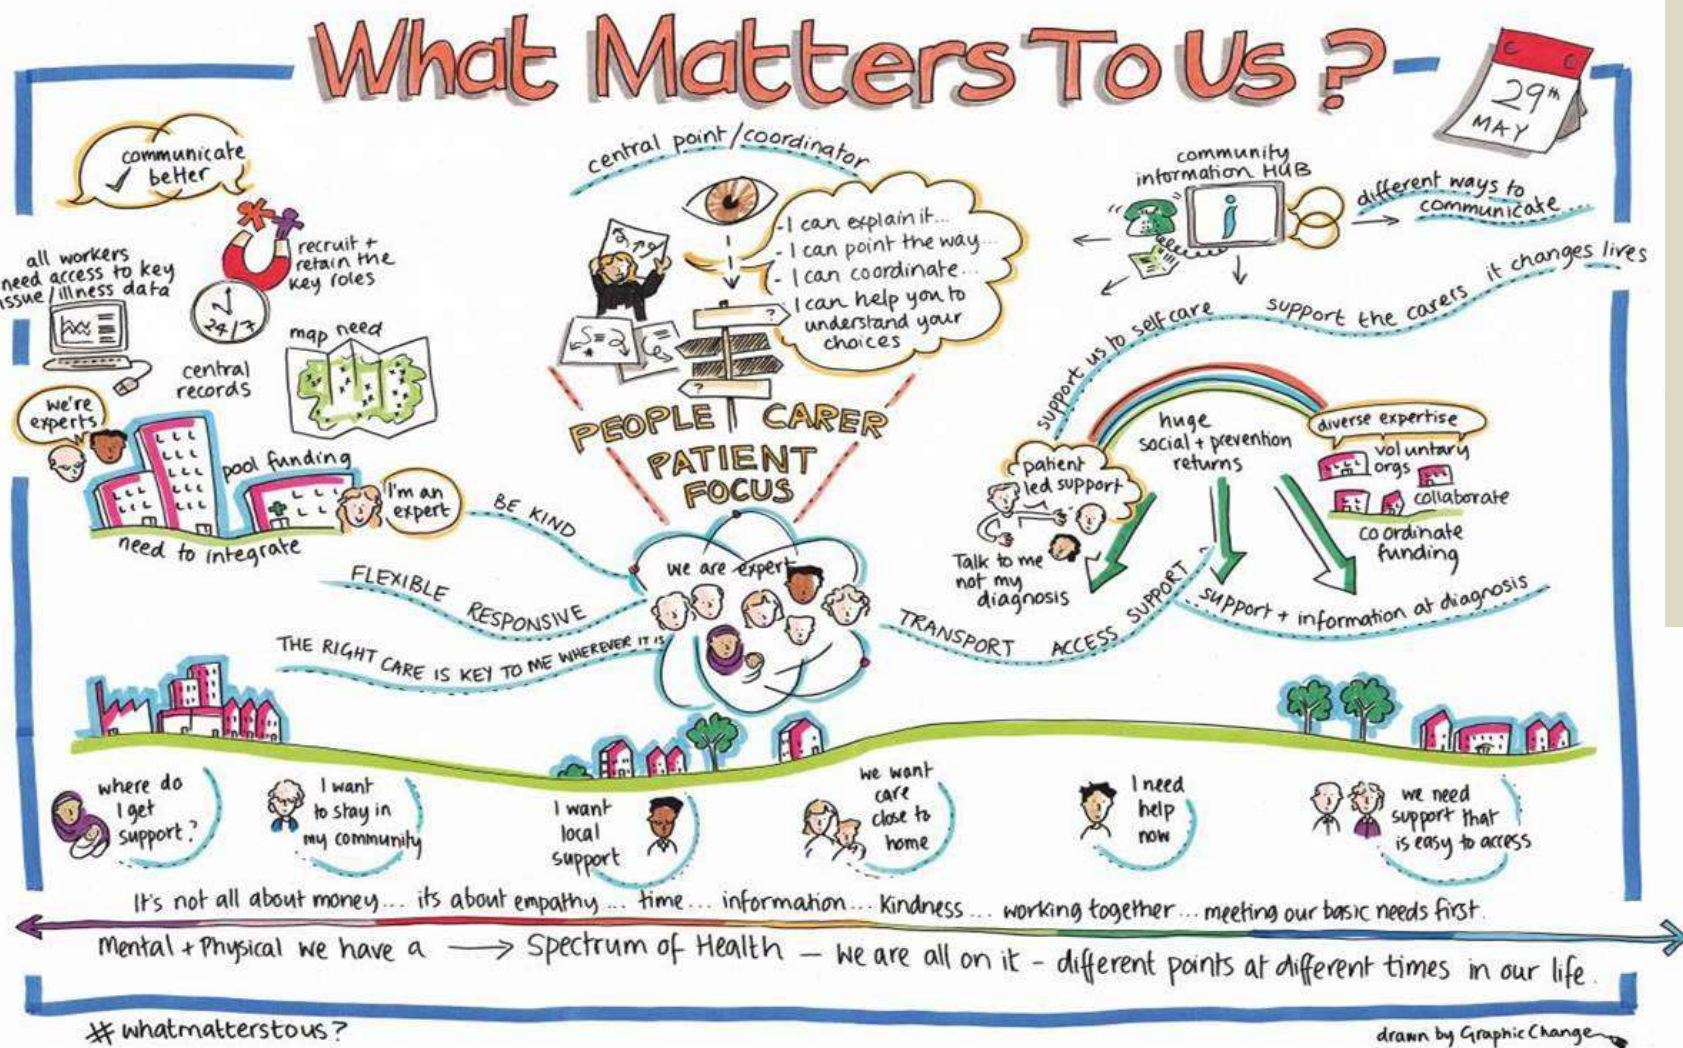 What Matters To Us?
29th
MAY
communicate
better
all workers
need access to key
issue/illness data
recruit +
retain the
key roles
24/7
central
records
map need
we're
experts!
pool funding
I'm an
expert
need to integrate
central point/coordinator
- I can explain it...
- I can point the way...
- I can coordinate...
I can help you to
understand your
choices
?
?
PEOPLE CARER
PATIENT
FOCUS
community
information HUB
i
different ways to
communicate...
support us to selfcare support the carers it changes lives
huge
social + prevention
returns
patient
led support
Talk to me
not my
diagnosis
diverse expertise
voluntary
orgs
collaborate
coordinate
funding
BE KIND
FLEXIBLE RESPONSIVE
THE RIGHT CARE IS KEY TO ME WHEREVER IT IS
we are expert
TRANSPORT ACCESS SUPPORT
support + information at diagnosis
where do
I get
support?
I want
to stay in
my community
I want
local
support
we want
care
close to
home
I need
help
now
we need
support that
is easy to access
It's not all about money... its about empathy... time... information... Kindness... working together... meeting our basic needs first.
Mental + Physical we have a → Spectrum of Health – We are all on it – different points at different times in our life.
#whatmatterstous?
drawn by Graphic Change